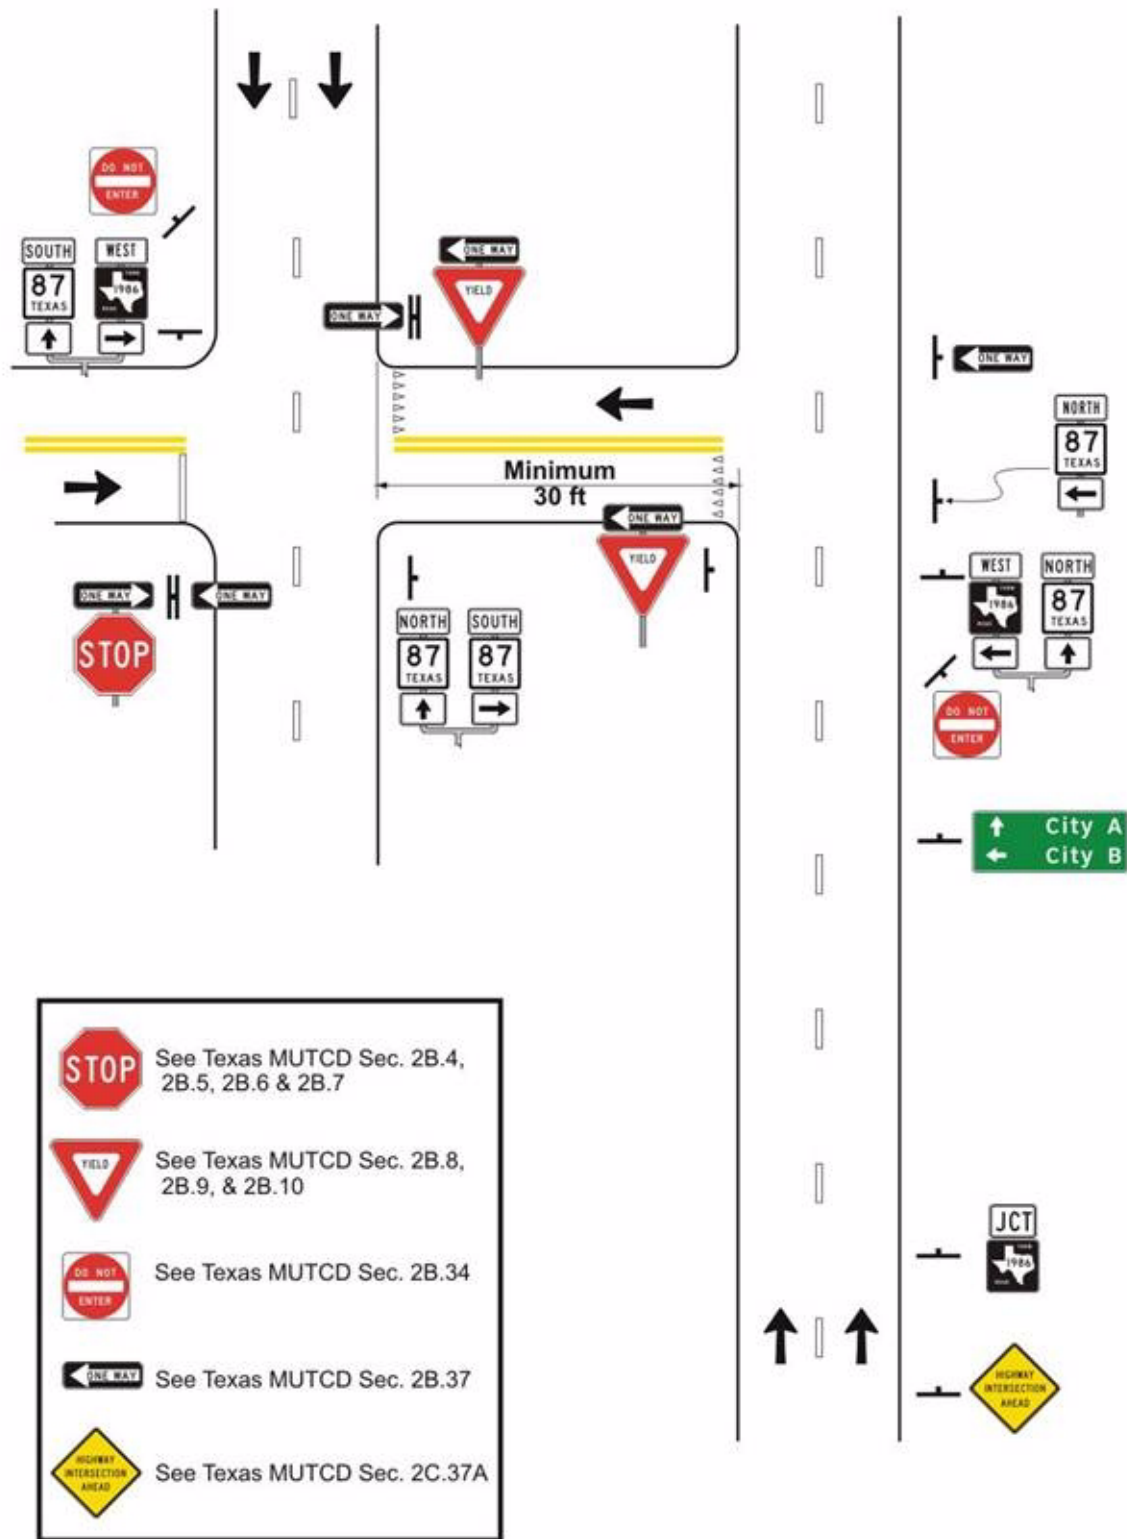 DO NOT
ENTER
SOUTH
87
TEXAS
WEST
1986
ONE WAY
YIELD
ONE WAY
ONE WAY
NORTH
87
TEXAS
Minimum
30 ft
ONE WAY
YIELD
ONE WAY
ONE WAY
STOP
NORTH
87
TEXAS
SOUTH
87
TEXAS
WEST
1986
NORTH
87
TEXAS
DO NOT
ENTER
City A
City B
STOP
See Texas MUTCD Sec. 2B.4,
2B.5, 2B.6 & 2B.7
YIELD
See Texas MUTCD Sec. 2B.8,
2B.9, & 2B.10
DO NOT
ENTER
See Texas MUTCD Sec. 2B.34
ONE WAY
See Texas MUTCD Sec. 2B.37
HIGHWAY
INTERSECTION
AHEAD
See Texas MUTCD Sec. 2C.37A
JCT
1986
HIGHWAY
INTERSECTION
AHEAD